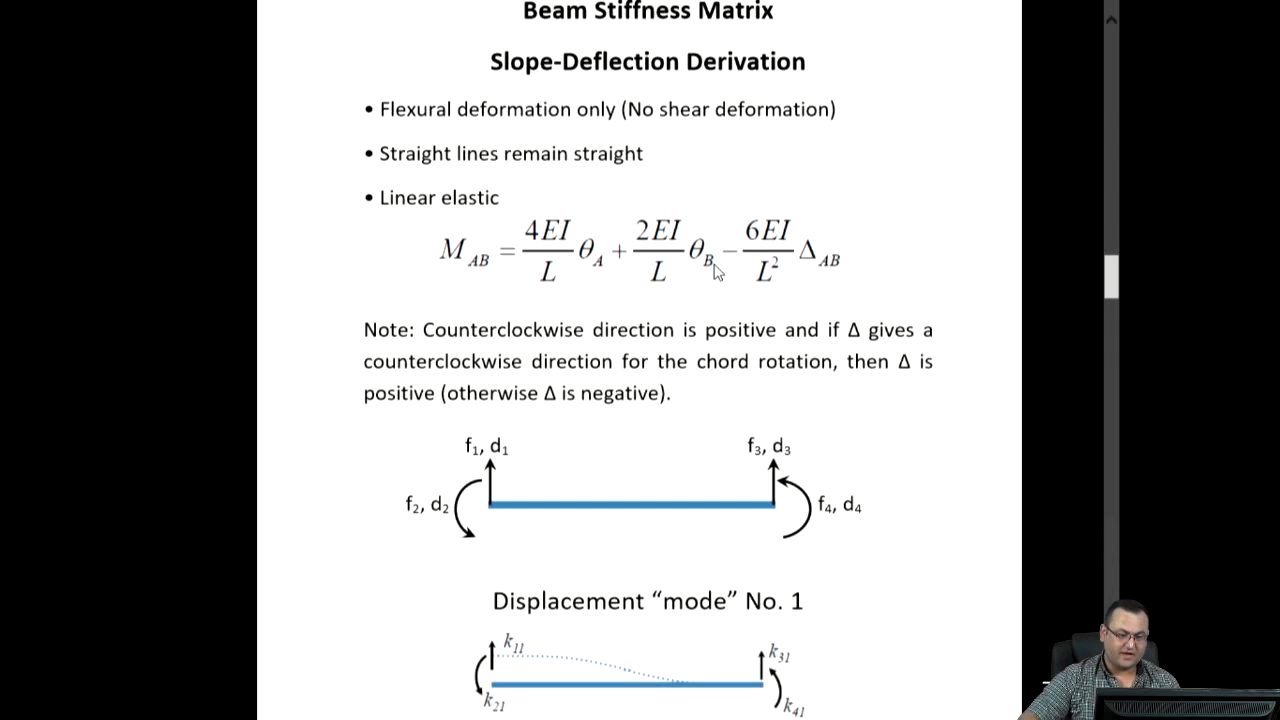 Beam Stiffness Matrix
Slope-Deflection Derivation
• Flexural deformation only (No shear deformation)
• Straight lines remain straight
• Linear elastic
M_AB = 4EI/L θ_A + 2EI/L θ_B − 6EI/L² Δ_AB
Note: Counterclockwise direction is positive and if Δ gives a
counterclockwise direction for the chord rotation, then Δ is
positive (otherwise Δ is negative).
f₁, d₁ f₃, d₃
f₂, d₂ f₄, d₄
Displacement “mode” No. 1
k₁₁ k₃₁
k₂₁ k₄₁